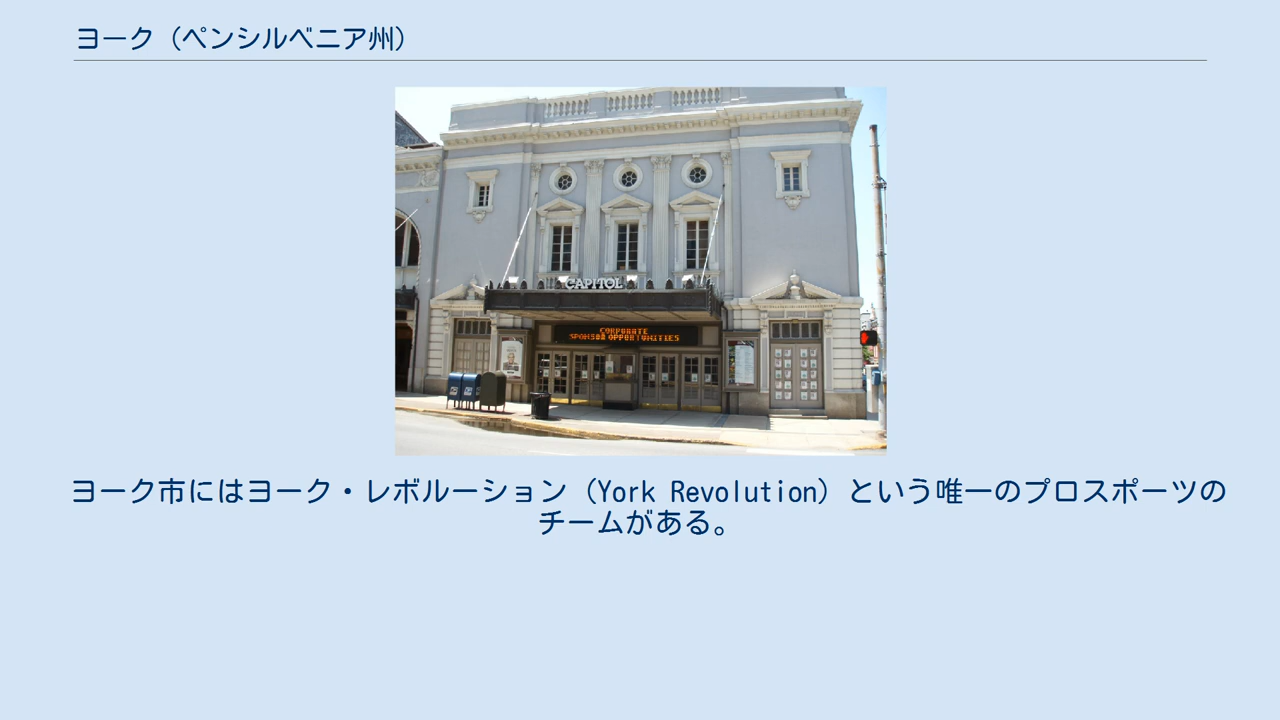 ヨーク（ペンシルベニア州）
CAPITOL
CORPORATE
SPONSOR OPPORTUNITIES
ヨーク市にはヨーク・レボルーション（York Revolution）という唯一のプロスポーツの
チームがある。